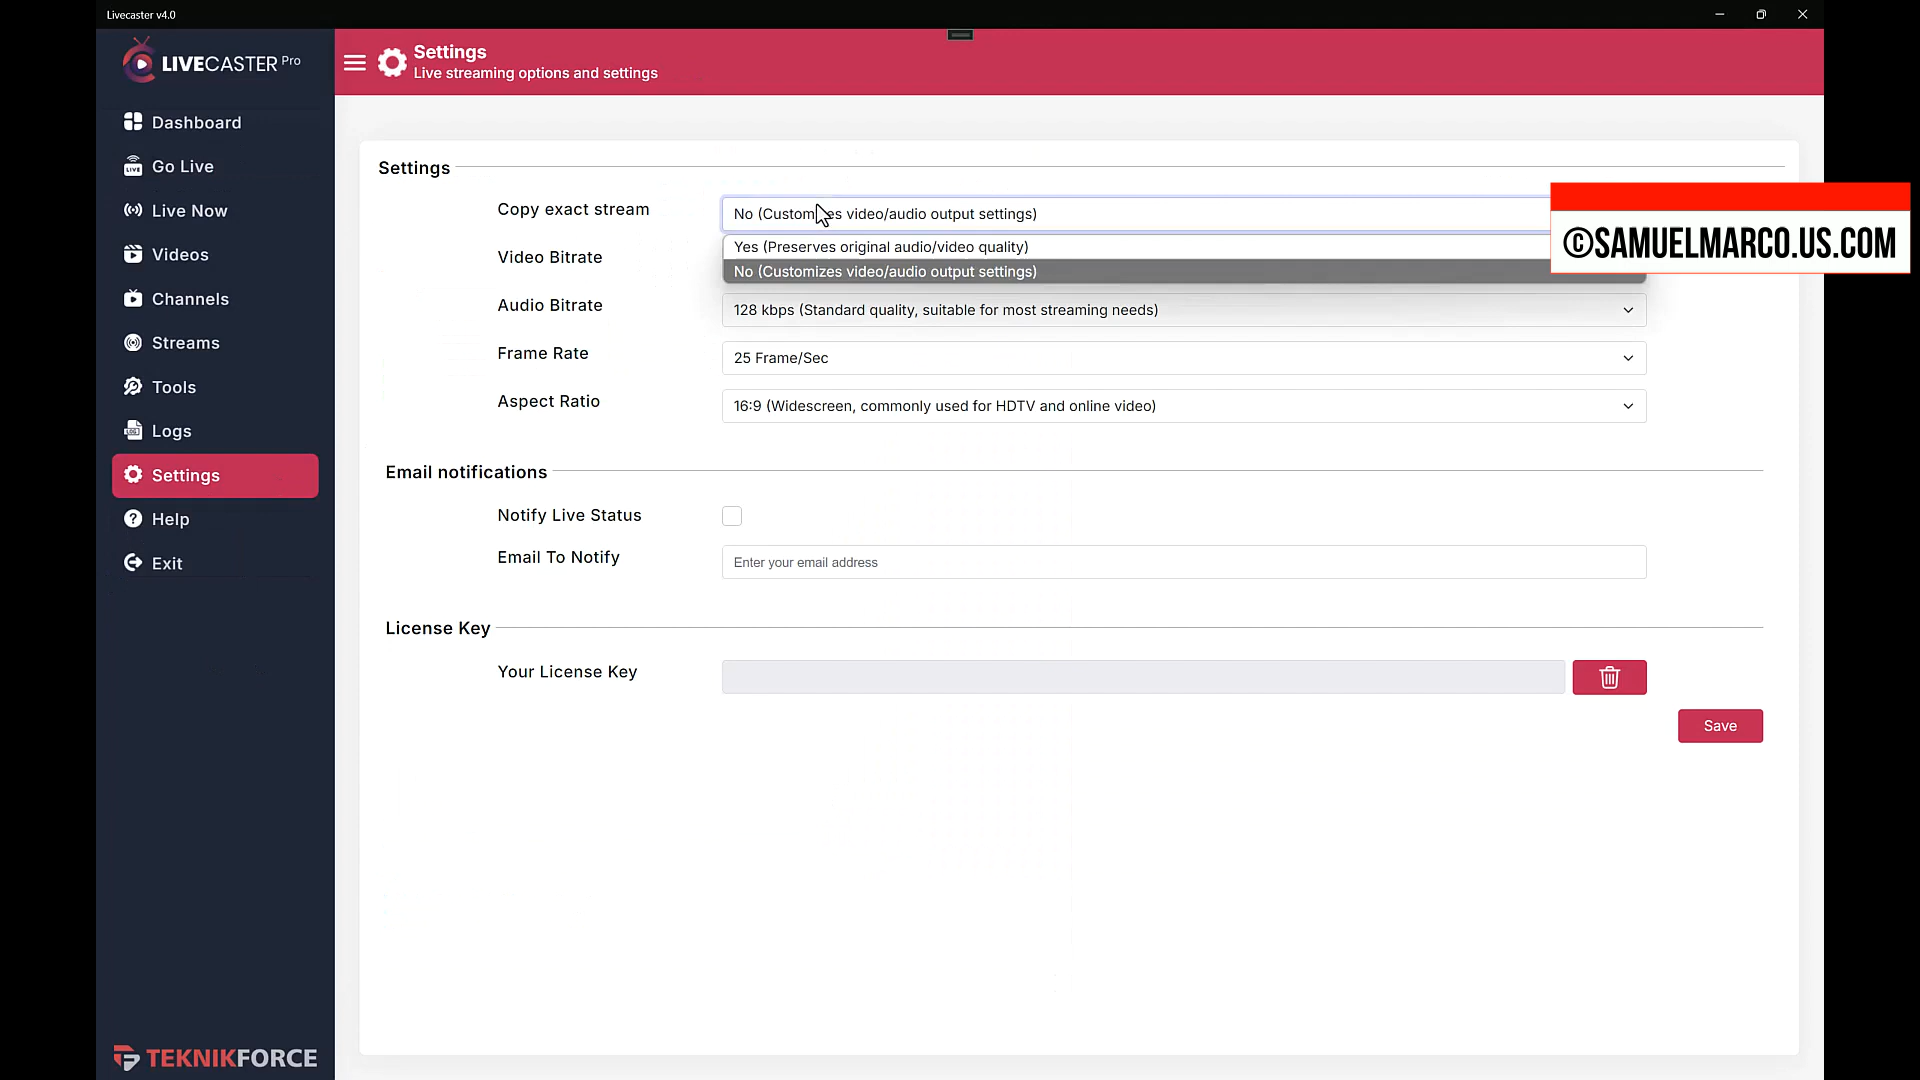 Livecaster v4.0
LIVECASTER Pro
Settings
Live streaming options and settings
Dashboard
Go Live
Live Now
Videos
Channels
Streams
Tools
Logs
Settings
Help
Exit
TEKNIKFORCE
Settings
Copy exact stream
No (Customizes video/audio output settings)
Yes (Preserves original audio/video quality)
No (Customizes video/audio output settings)
©SAMUELMARCO.US.COM
Video Bitrate
Audio Bitrate
128 kbps (Standard quality, suitable for most streaming needs)
Frame Rate
25 Frame/Sec
Aspect Ratio
16:9 (Widescreen, commonly used for HDTV and online video)
Email notifications
Notify Live Status
Email To Notify
Enter your email address
License Key
Your License Key
Save